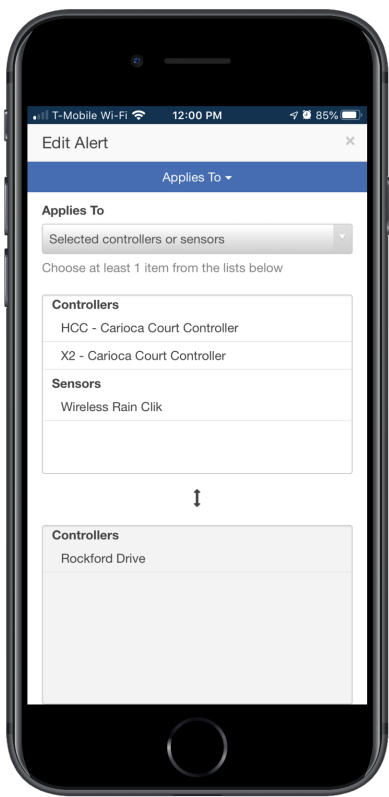 T-Mobile Wi-Fi 12:00 PM 85%
Edit Alert ×
Applies To
Applies To
Selected controllers or sensors
Choose at least 1 item from the lists below
Controllers
HCC - Carioca Court Controller
X2 - Carioca Court Controller
Sensors
Wireless Rain Clik
Controllers
Rockford Drive